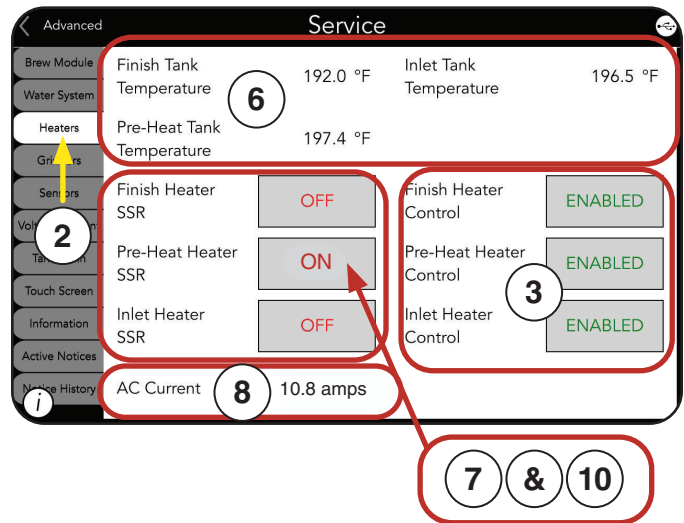 Advanced
Service
Brew Module
Water System
Heaters
Sensors
Touch Screen
Information
Active Notices
History
i
2
Finish Tank
Temperature
192.0 °F
Inlet Tank
Temperature
196.5 °F
6
Pre-Heat Tank
Temperature
197.4 °F
Finish Heater
SSR
OFF
Finish Heater
Control
ENABLED
Pre-Heat Heater
SSR
ON
Pre-Heat Heater
Control
ENABLED
3
Inlet Heater
SSR
OFF
Inlet Heater
Control
ENABLED
AC Current
8
10.8 amps
7 & 10